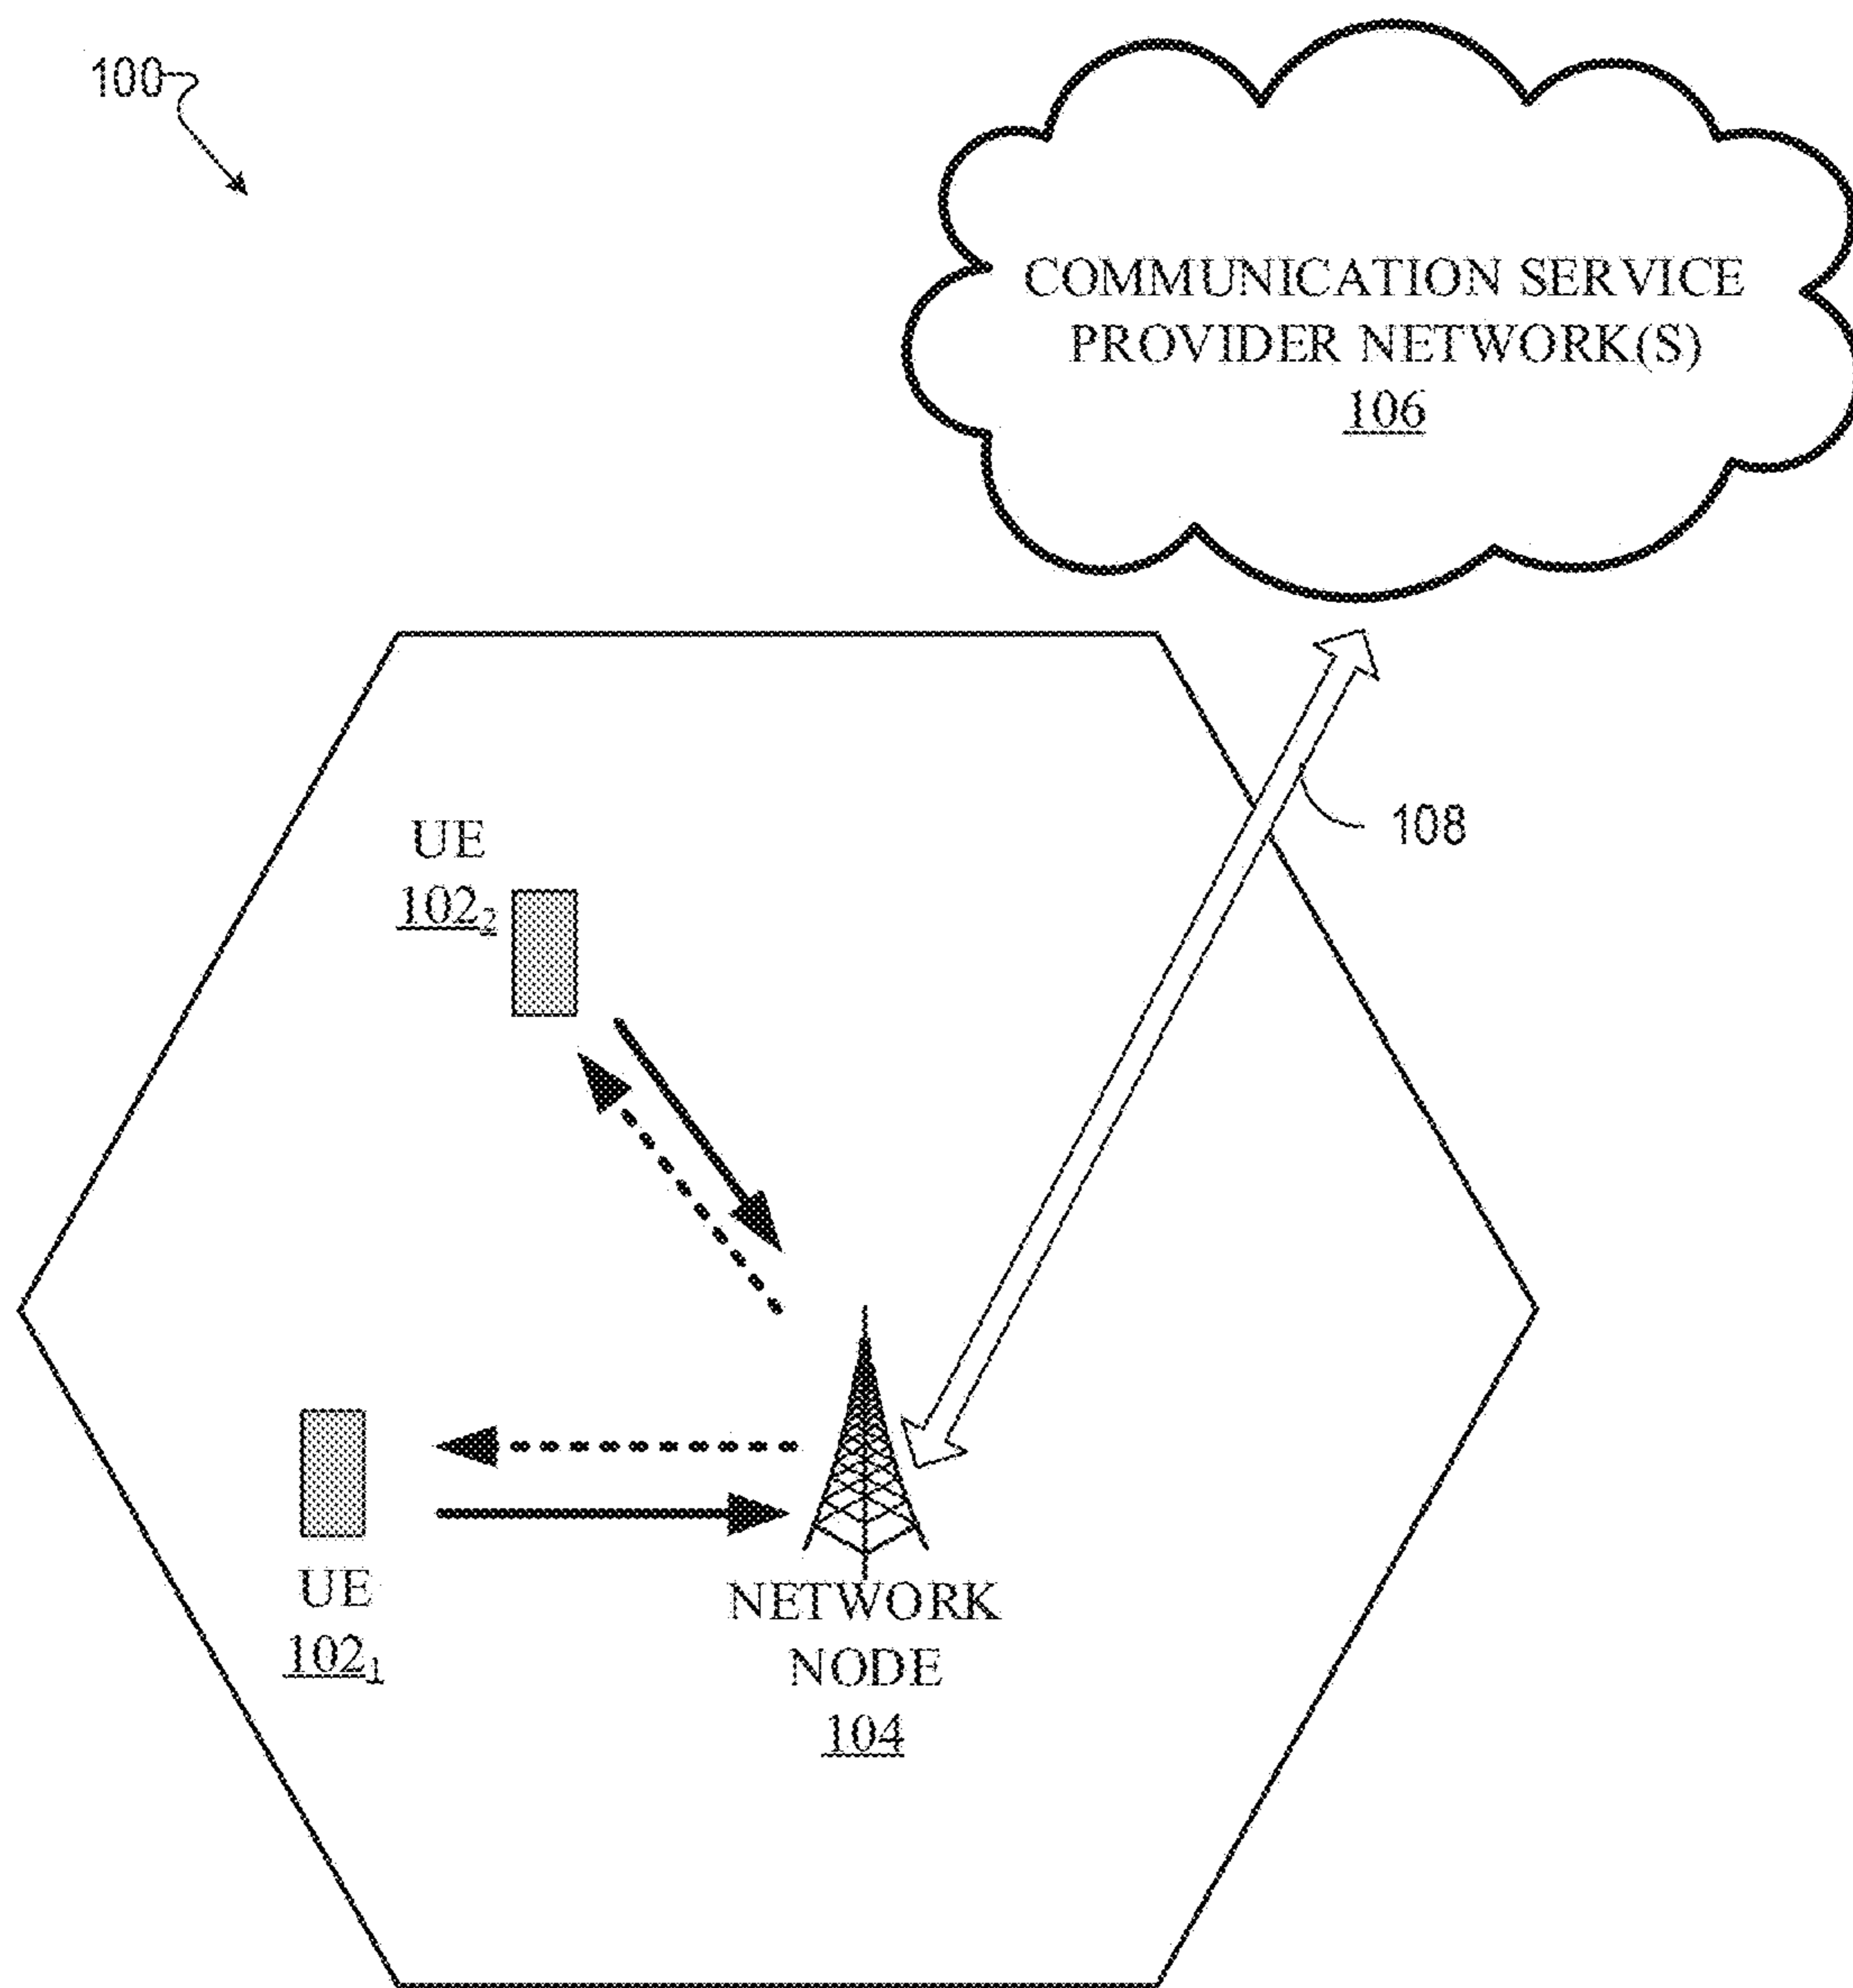 100
COMMUNICATION SERVICE
PROVIDER NETWORK(S)
106
108
UE
102₂
UE
102₁
NETWORK
NODE
104